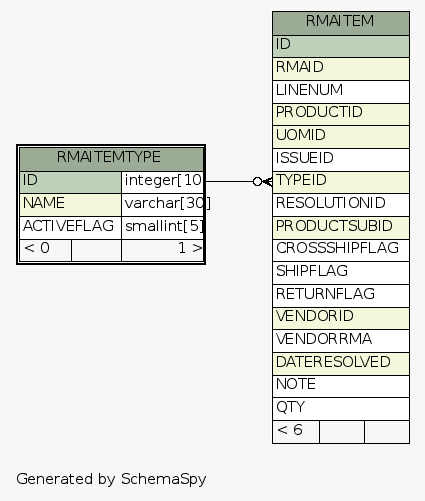 RMAITEM
ID
RMAID
LINENUM
PRODUCTID
UOMID
ISSUEID
TYPEID
RESOLUTIONID
PRODUCTSUBID
CROSSSHIPFLAG
SHIPFLAG
RETURNFLAG
VENDORID
VENDORRMA
DATERESOLVED
NOTE
QTY
< 6
RMAITEMTYPE
ID integer[10
NAME varchar[30]
ACTIVEFLAG smallint[5]
< 0 1 >
Generated by SchemaSpy